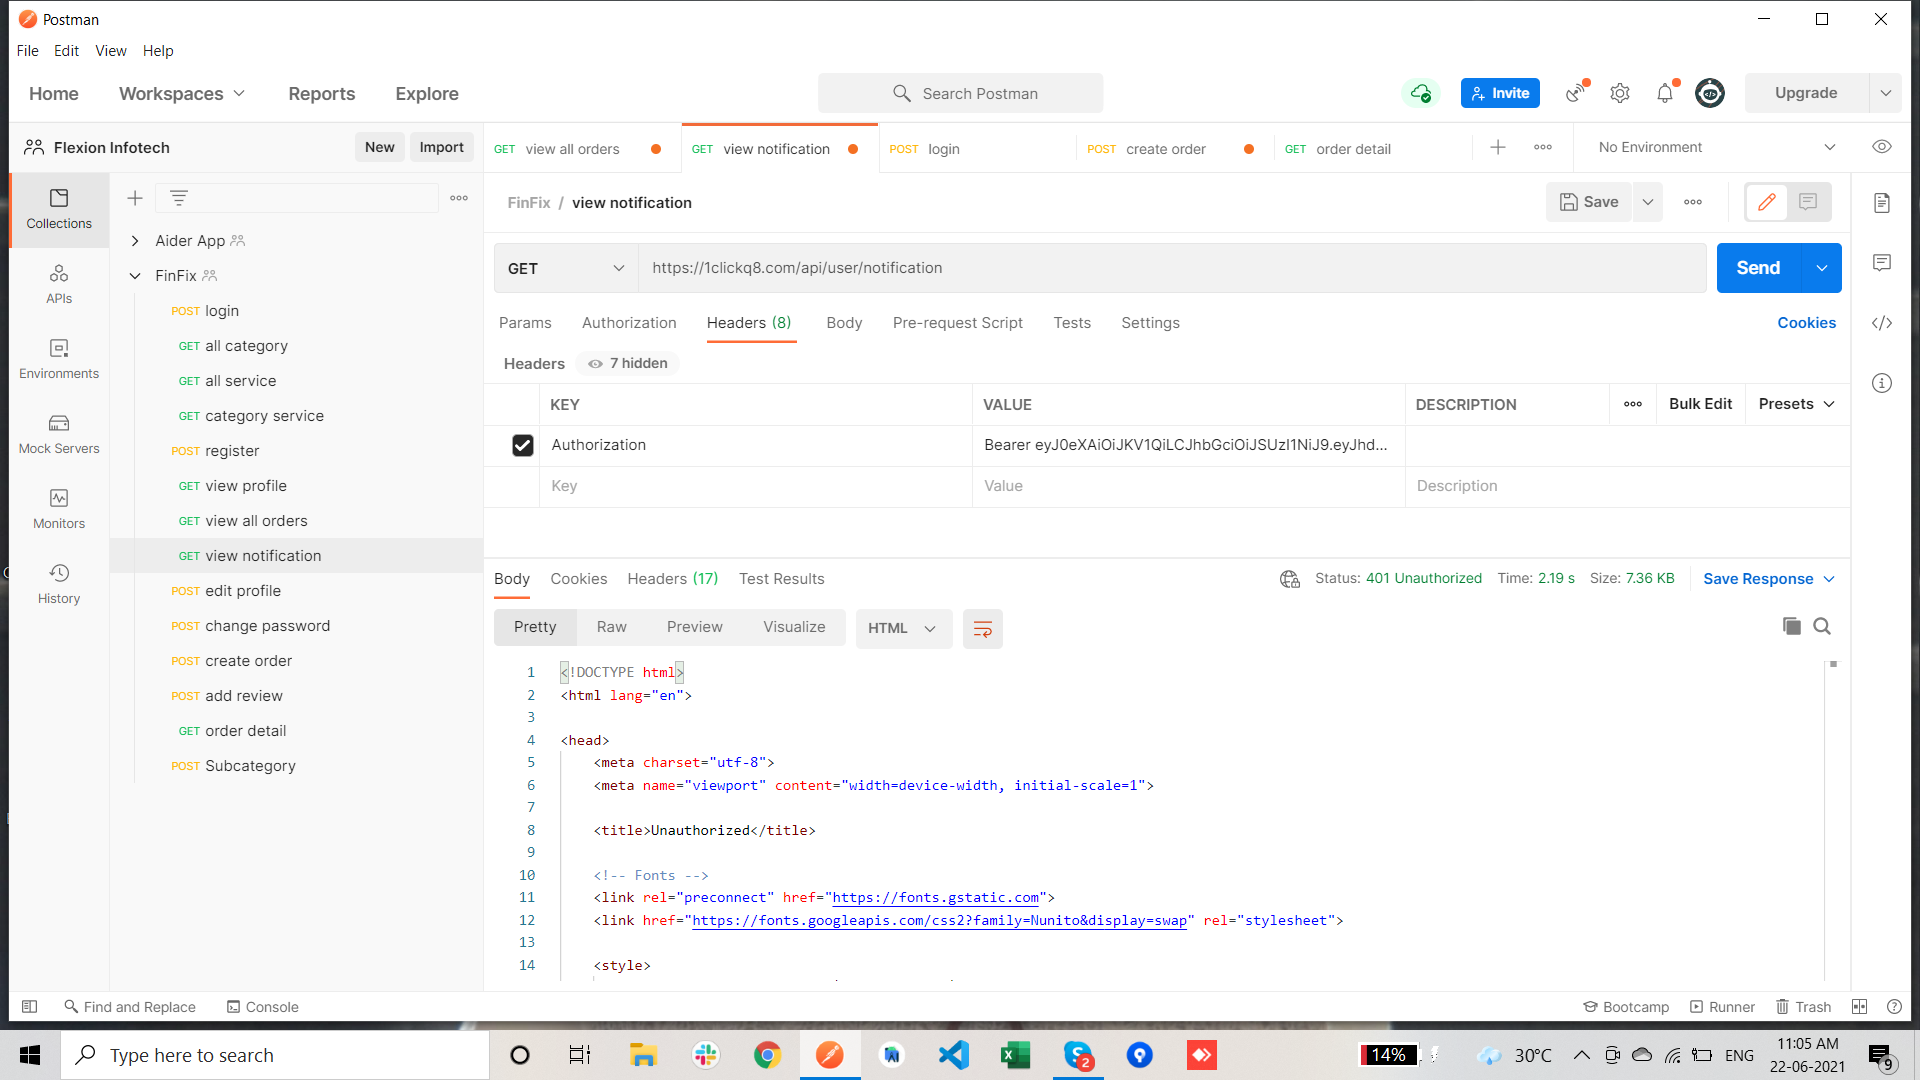 Postman
File Edit View Help
Home Workspaces Reports Explore Search Postman Invite Upgrade
Flexion Infotech New Import
GET view all orders GET view notification POST login POST create order GET order detail No Environment
Collections
APIs
Environments
Mock Servers
Monitors
History
Aider App
FinFix
POST login
GET all category
GET all service
GET category service
POST register
GET view profile
GET view all orders
GET view notification
POST edit profile
POST change password
POST create order
POST add review
GET order detail
POST Subcategory
FinFix / view notification Save
GET https://1clickq8.com/api/user/notification Send
Params Authorization Headers (8) Body Pre-request Script Tests Settings Cookies
Headers 7 hidden
KEY VALUE DESCRIPTION Bulk Edit Presets
Authorization Bearer eyJ0eXAiOiJKV1QiLCJhbGciOiJSUzI1NiJ9.eyJhd...
Key Value Description
Body Cookies Headers (17) Test Results Status: 401 Unauthorized Time: 2.19 s Size: 7.36 KB Save Response
Pretty Raw Preview Visualize HTML
1 <!DOCTYPE html>
2 <html lang="en">
3
4 <head>
5 <meta charset="utf-8">
6 <meta name="viewport" content="width=device-width, initial-scale=1">
7
8 <title>Unauthorized</title>
9
10 <!-- Fonts -->
11 <link rel="preconnect" href="https://fonts.gstatic.com">
12 <link href="https://fonts.googleapis.com/css2?family=Nunito&display=swap" rel="stylesheet">
13
14 <style>
Find and Replace Console Bootcamp Runner Trash
Type here to search 2 14% 30°C ENG 11:05 AM
22-06-2021 9